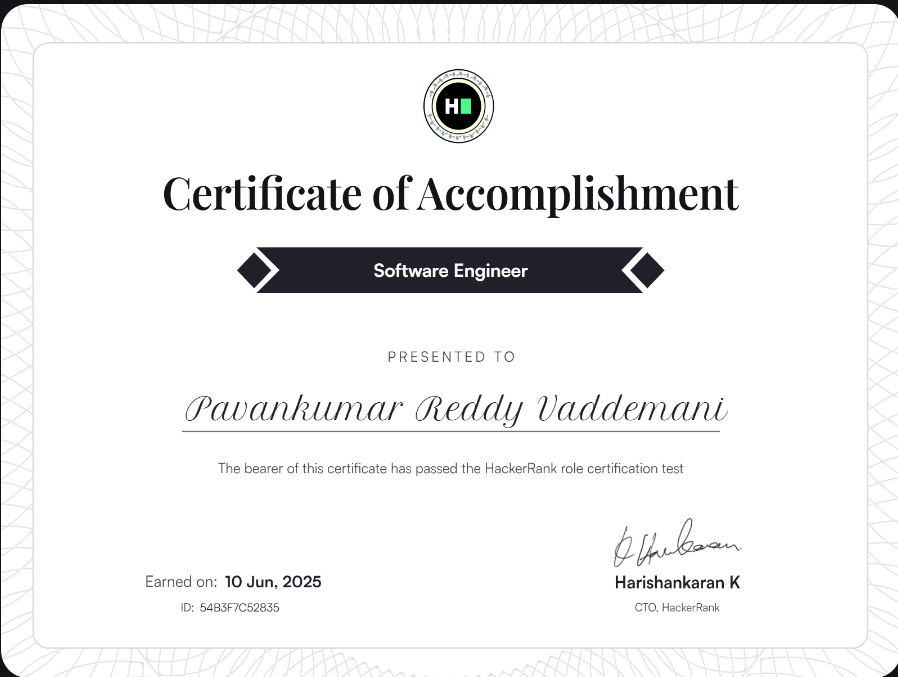 H
Certificate of Accomplishment
Software Engineer
PRESENTED TO
Pavankumar Reddy Vaddemani
The bearer of this certificate has passed the HackerRank role certification test
Earned on: 10 Jun, 2025
ID: 54B3F7C52835
Harishankaran K
CTO, HackerRank